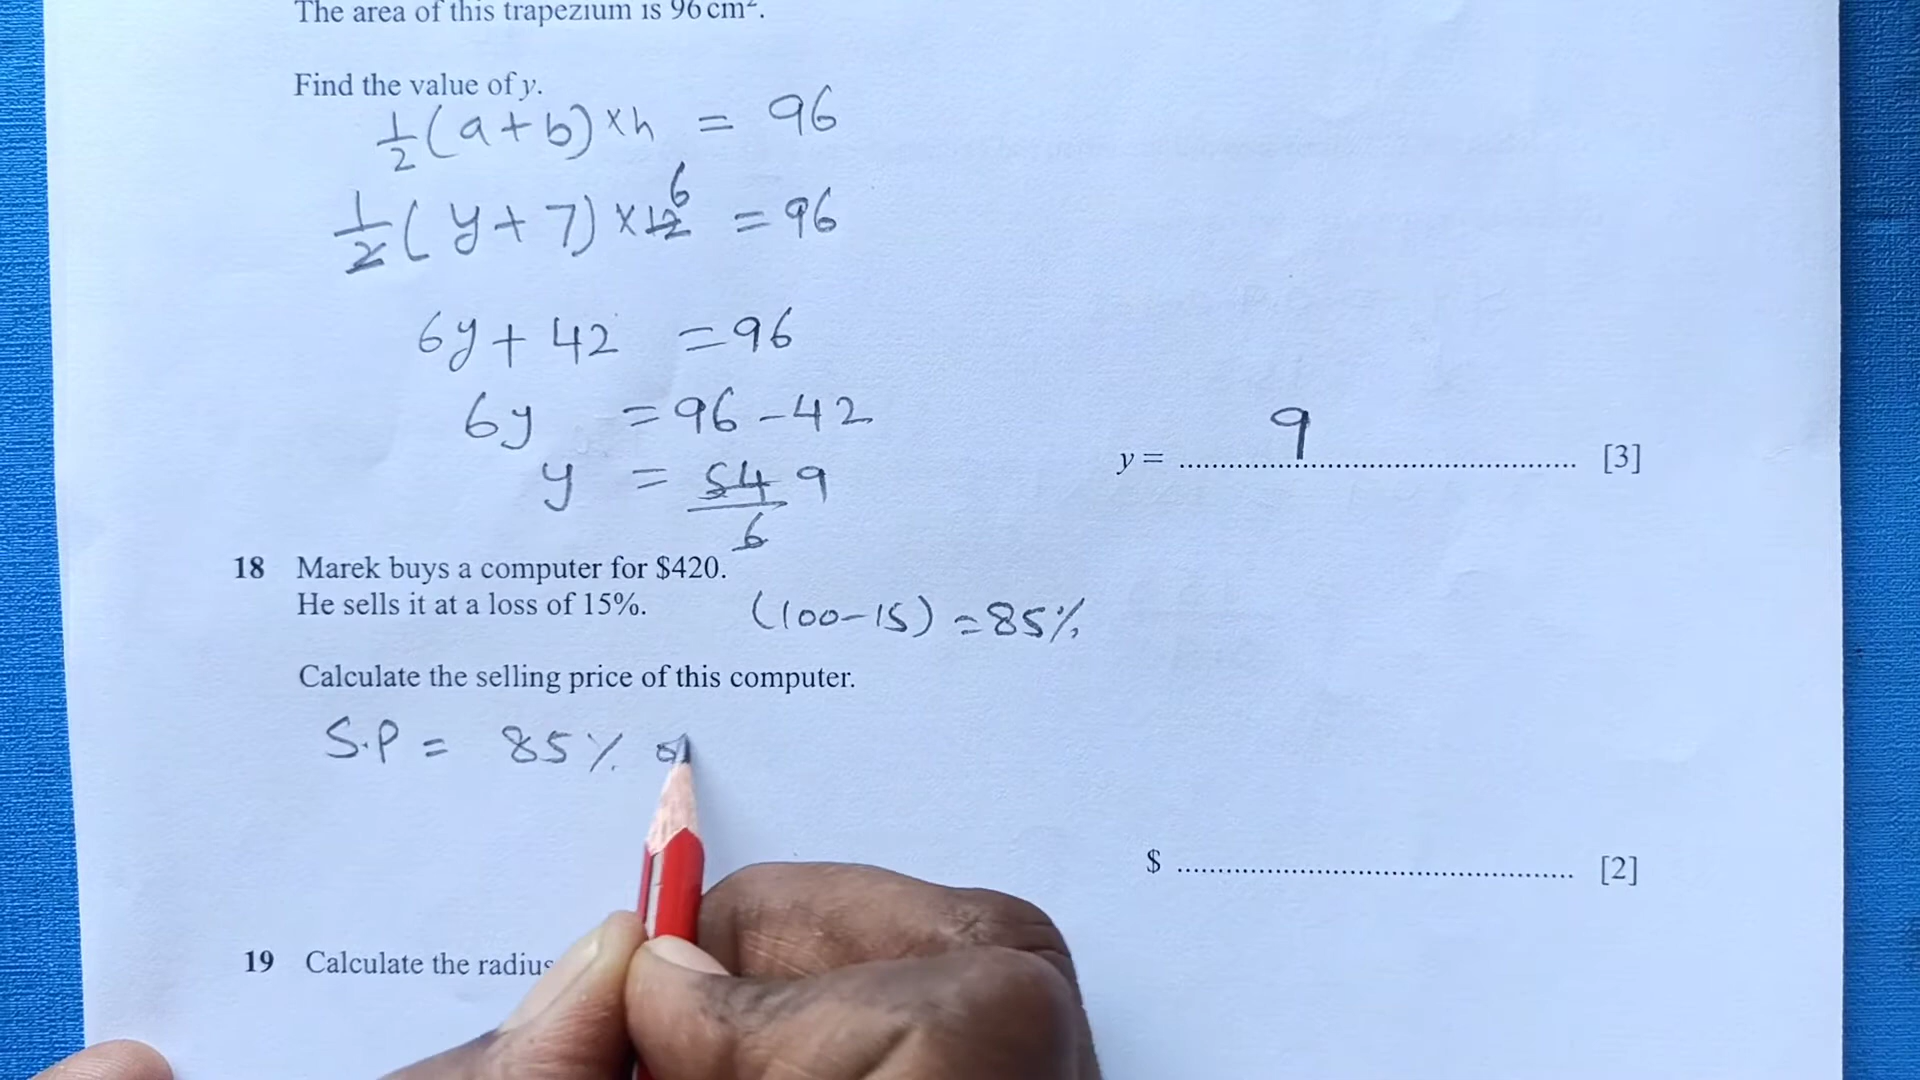 The area of this trapezium is 96 cm².
Find the value of y.
1/2 (a+b) × h = 96
1/2 (y+7) × 12 6 = 96
6y + 42 = 96
6y = 96 - 42
y = 54/6 9
y = 9 [3]
18 Marek buys a computer for $420.
He sells it at a loss of 15%. (100-15) = 85%
Calculate the selling price of this computer.
S.P = 85%
$ [2]
19 Calculate the radius